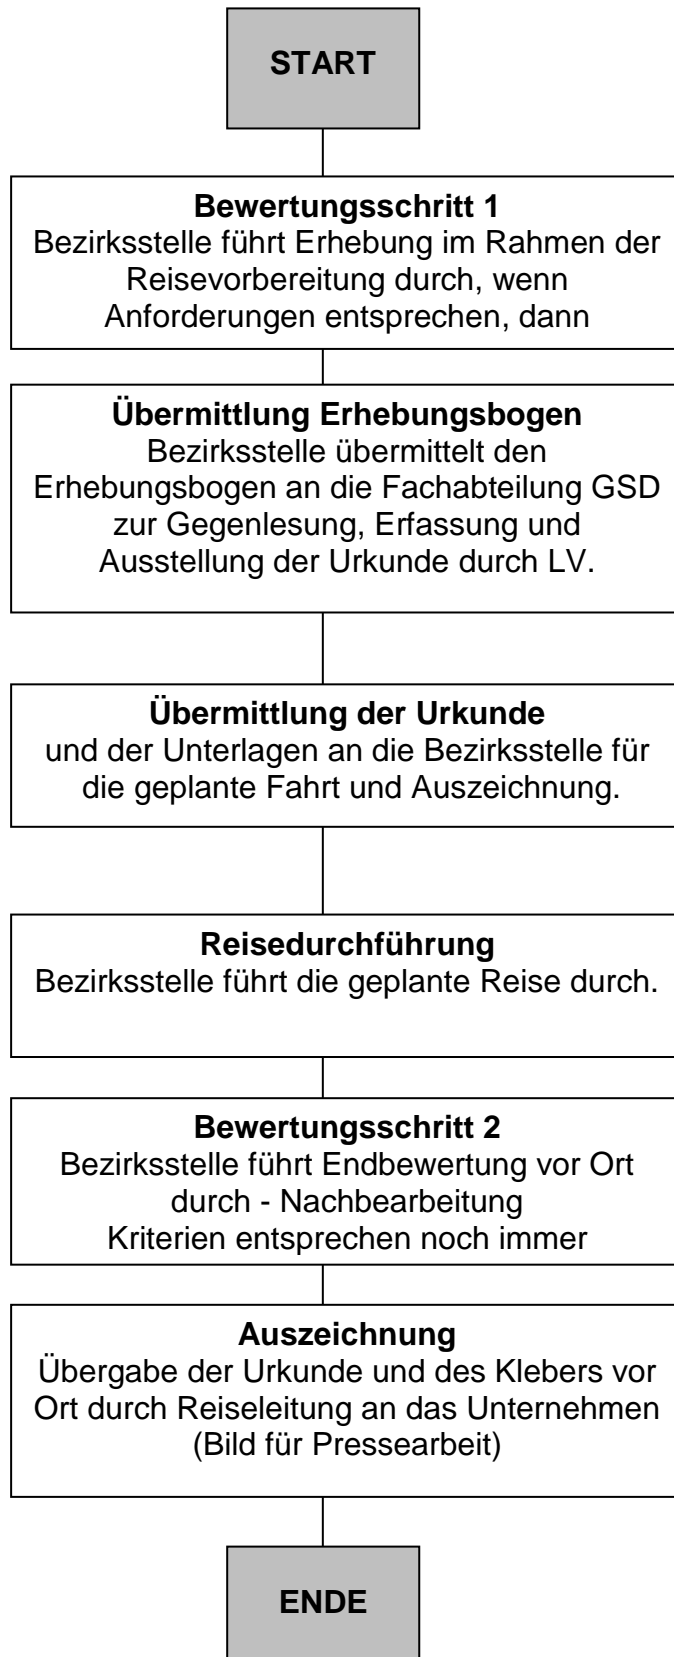 START
Bewertungsschritt 1
Bezirksstelle führt Erhebung im Rahmen der
Reisevorbereitung durch, wenn
Anforderungen entsprechen, dann
Übermittlung Erhebungsbogen
Bezirksstelle übermittelt den
Erhebungsbogen an die Fachabteilung GSD
zur Gegenlesung, Erfassung und
Ausstellung der Urkunde durch LV.
Übermittlung der Urkunde
und der Unterlagen an die Bezirksstelle für
die geplante Fahrt und Auszeichnung.
Reisedurchführung
Bezirksstelle führt die geplante Reise durch.
Bewertungsschritt 2
Bezirksstelle führt Endbewertung vor Ort
durch - Nachbearbeitung
Kriterien entsprechen noch immer
Auszeichnung
Übergabe der Urkunde und des Klebers vor
Ort durch Reiseleitung an das Unternehmen
(Bild für Pressearbeit)
ENDE